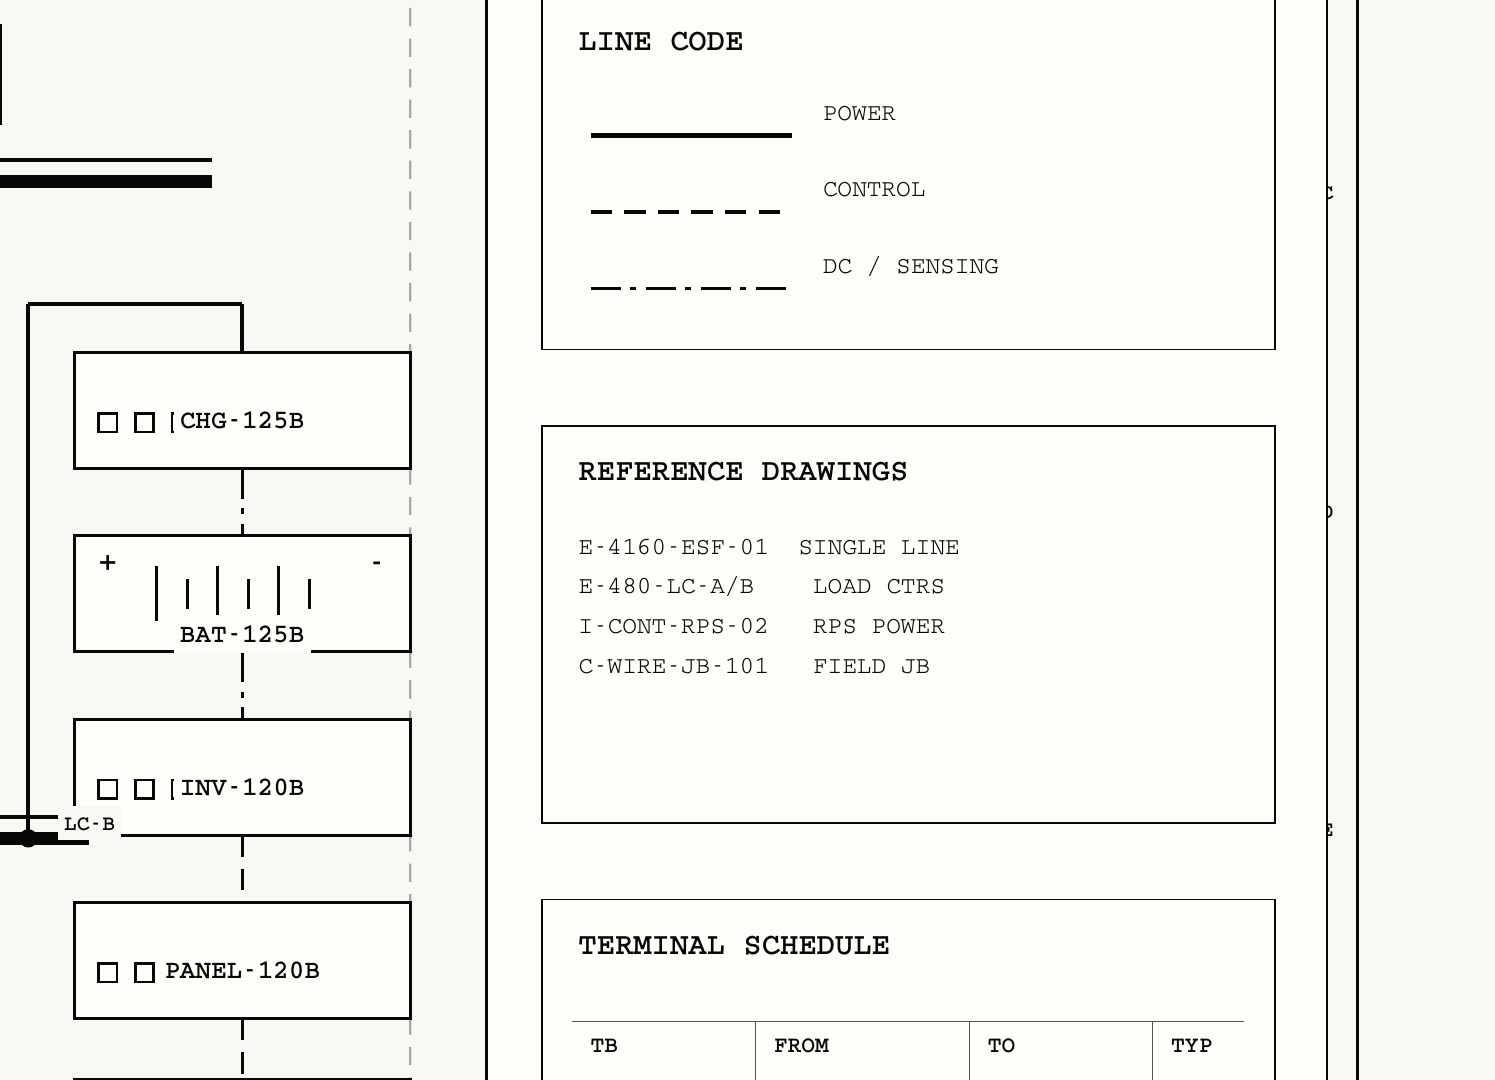 CHG-125B
+ -
BAT-125B
INV-120B
LC-B
PANEL-120B
LINE CODE
POWER
CONTROL
DC / SENSING
REFERENCE DRAWINGS
E-4160-ESF-01 SINGLE LINE
E-480-LC-A/B LOAD CTRS
I-CONT-RPS-02 RPS POWER
C-WIRE-JB-101 FIELD JB
TERMINAL SCHEDULE
TB FROM TO TYP